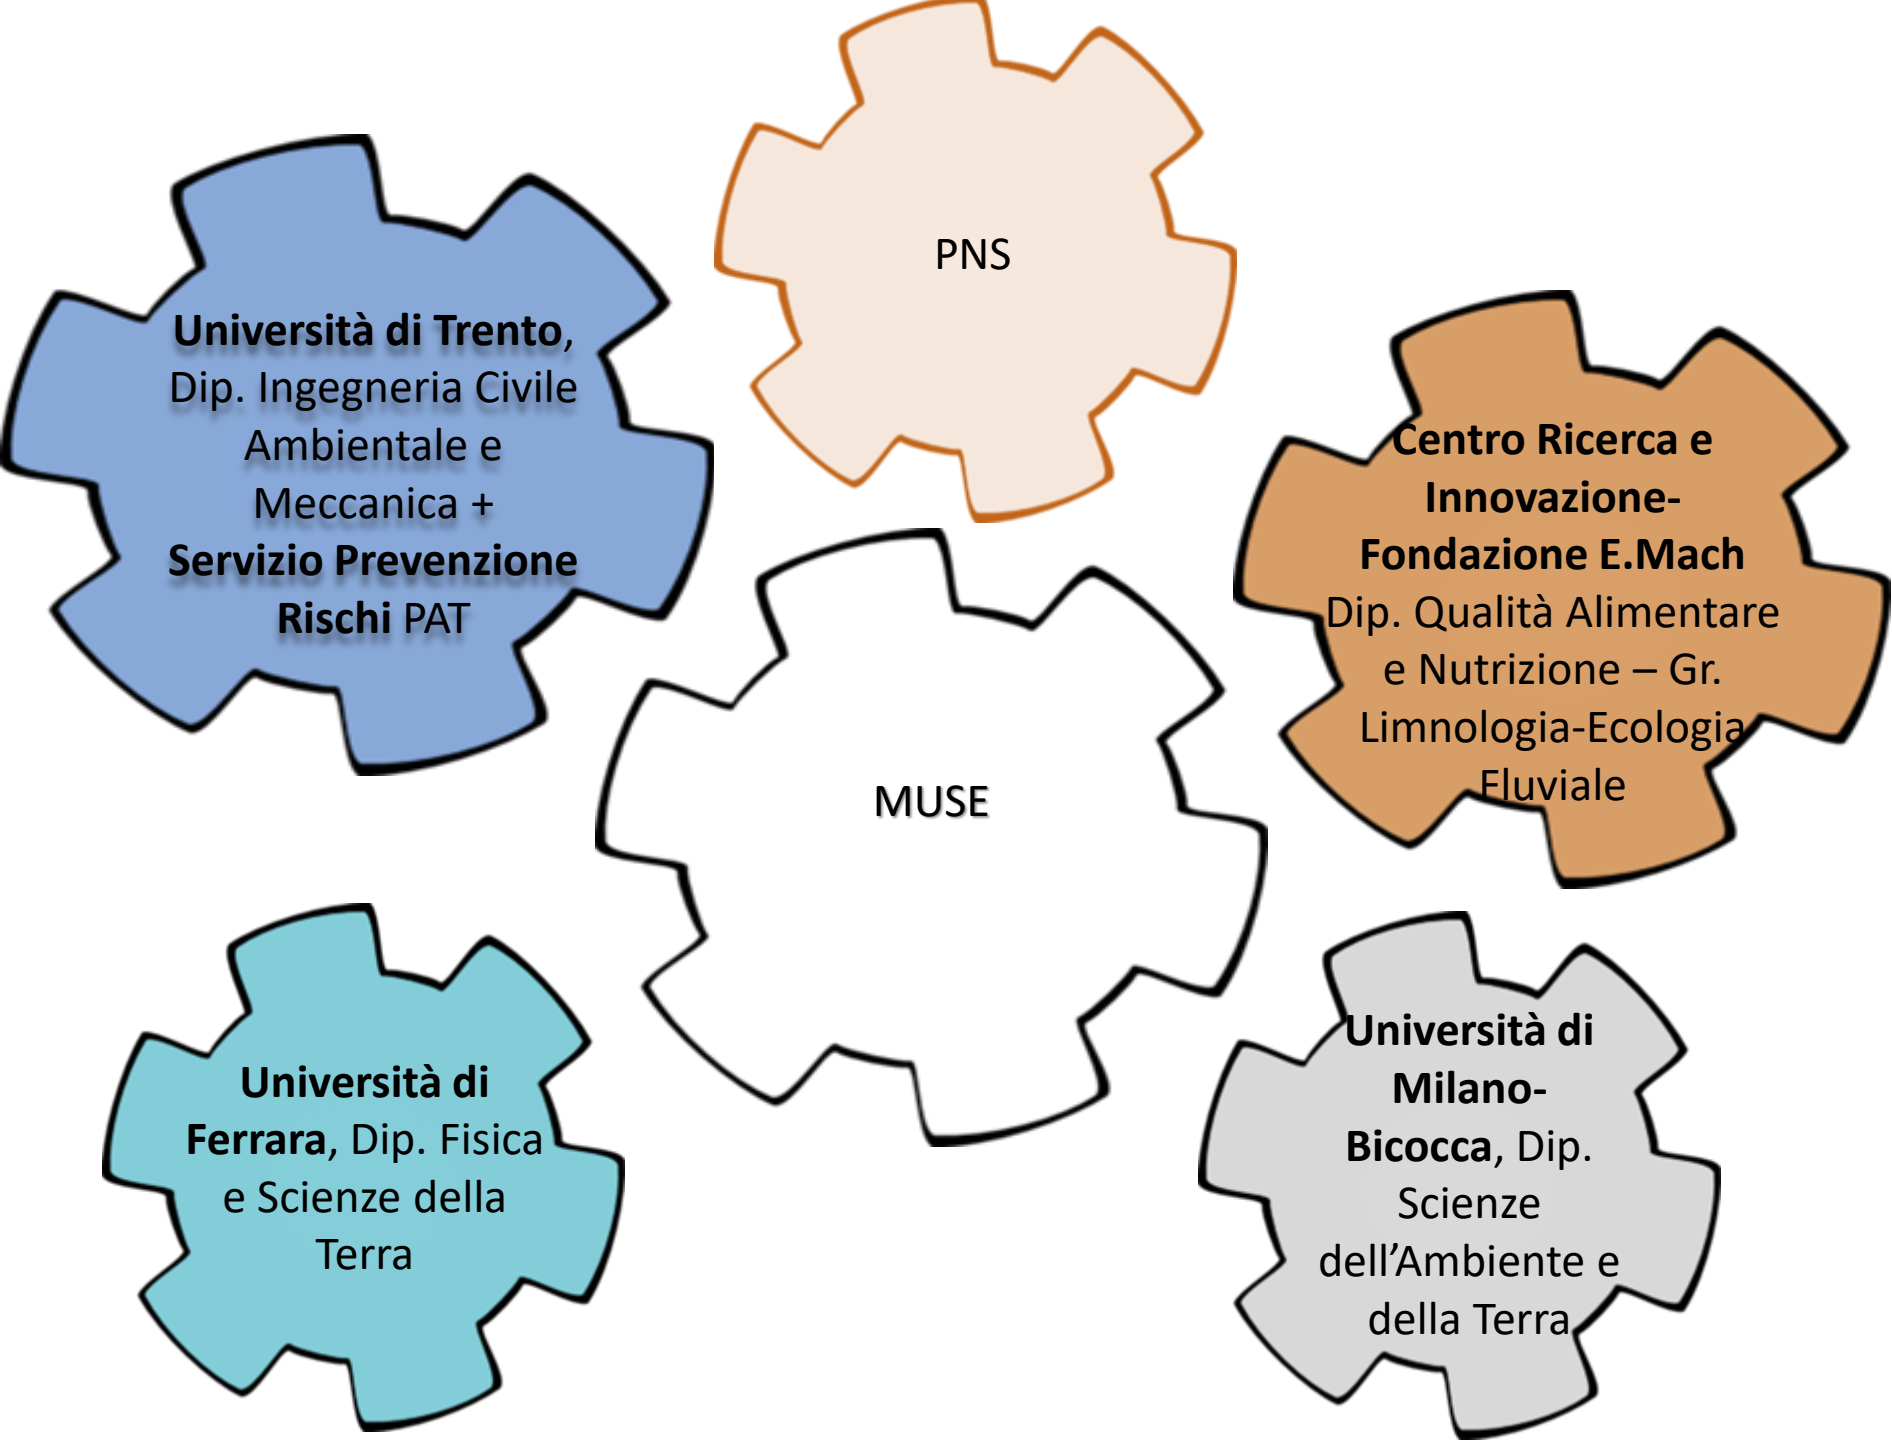 PNS
Università di Trento,
Dip. Ingegneria Civile
Ambientale e
Meccanica +
Servizio Prevenzione
Rischi PAT
Centro Ricerca e
Innovazione-
Fondazione E.Mach
Dip. Qualità Alimentare
e Nutrizione – Gr.
Limnologia-Ecologia
Fluviale
MUSE
Università di
Ferrara, Dip. Fisica
e Scienze della
Terra
Università di
Milano-
Bicocca, Dip.
Scienze
dell’Ambiente e
della Terra